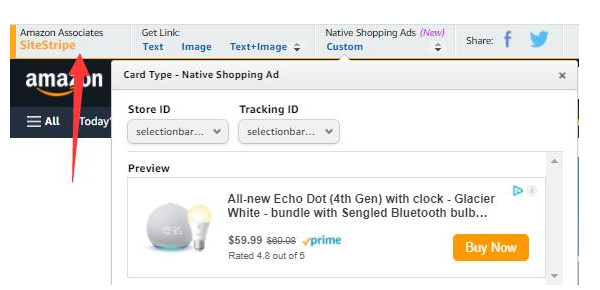 Amazon Associates
SiteStripe
Get Link:
Text Image Text+Image
Native Shopping Ads (New)
Custom
Share:
amazon
All Today'
Card Type - Native Shopping Ad ×
Store ID Tracking ID
selectionbar... selectionbar...
Preview
All-new Echo Dot (4th Gen) with clock - Glacier
White - bundle with Sengled Bluetooth bulb...
$59.99 $60.98 prime
Rated 4.8 out of 5
Buy Now
10:35